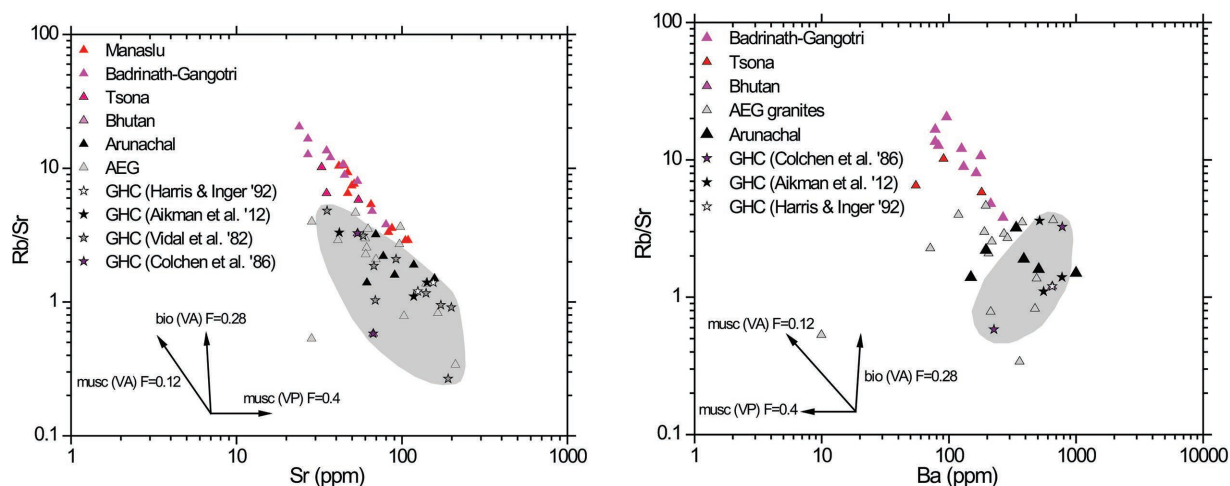 100
10
1
0.1
Rb/Sr
Manaslu
Badrinath-Gangotri
Tsona
Bhutan
Arunachal
AEG
GHC (Harris & Inger '92)
GHC (Aikman et al. '12)
GHC (Vidal et al. '82)
GHC (Colchen et al. '86)
bio (VA) F=0.28
musc (VA) F=0.12
musc (VP) F=0.4
1
10
100
1000
Sr (ppm)
100
10
1
0.1
Rb/Sr
Badrinath-Gangotri
Tsona
Bhutan
AEG granites
Arunachal
GHC (Colchen et al. '86)
GHC (Aikman et al. '12)
GHC (Harris & Inger '92)
musc (VA) F=0.12
bio (VA) F=0.28
musc (VP) F=0.4
1
10
100
1000
10000
Ba (ppm)